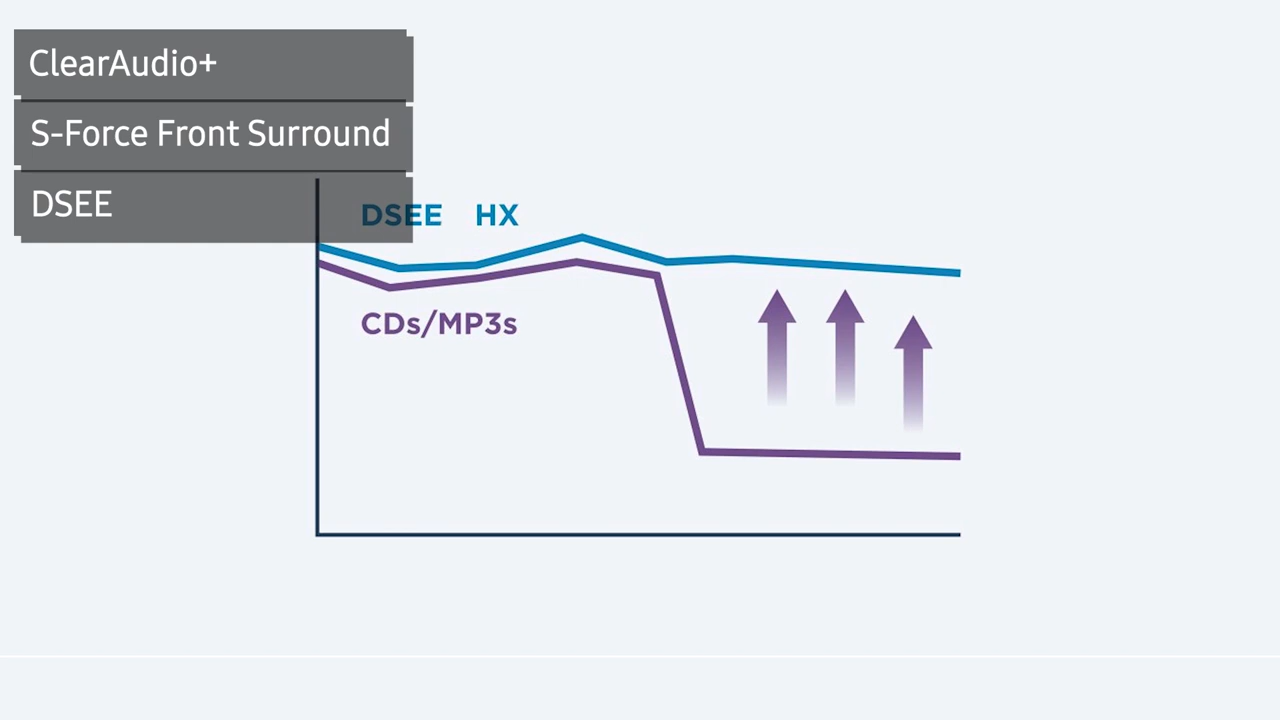 ClearAudio+
S-Force Front Surround
DSEE
DSEE HX
CDs/MP3s